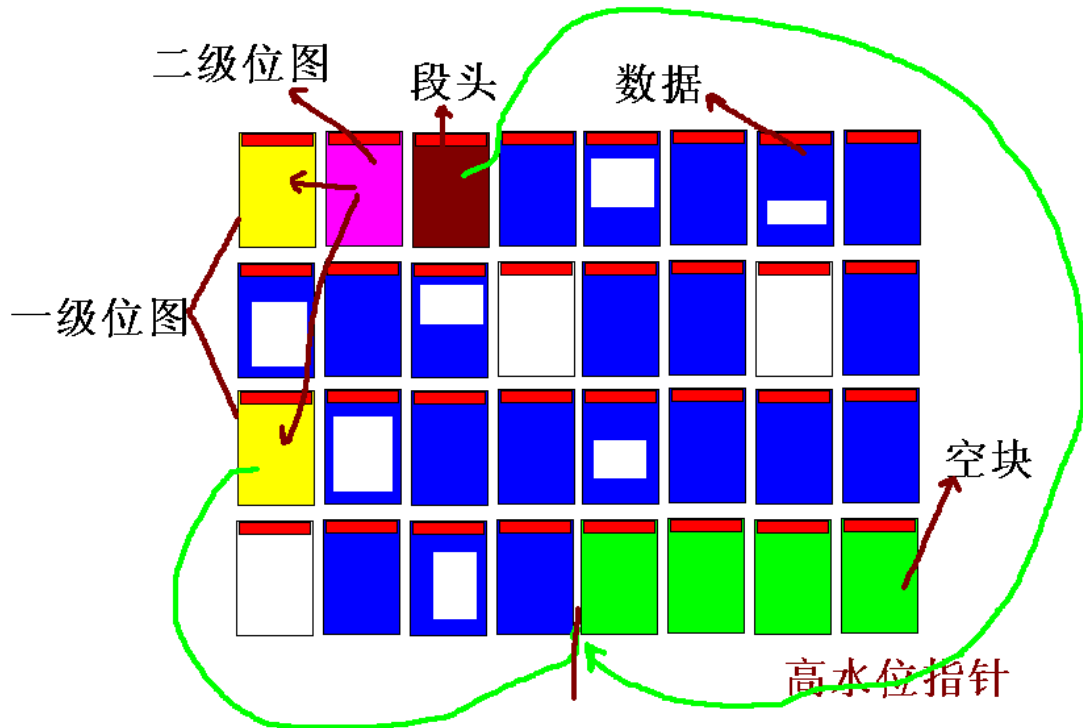 二级位图
段头
数据
一级位图
空块
高水位指针